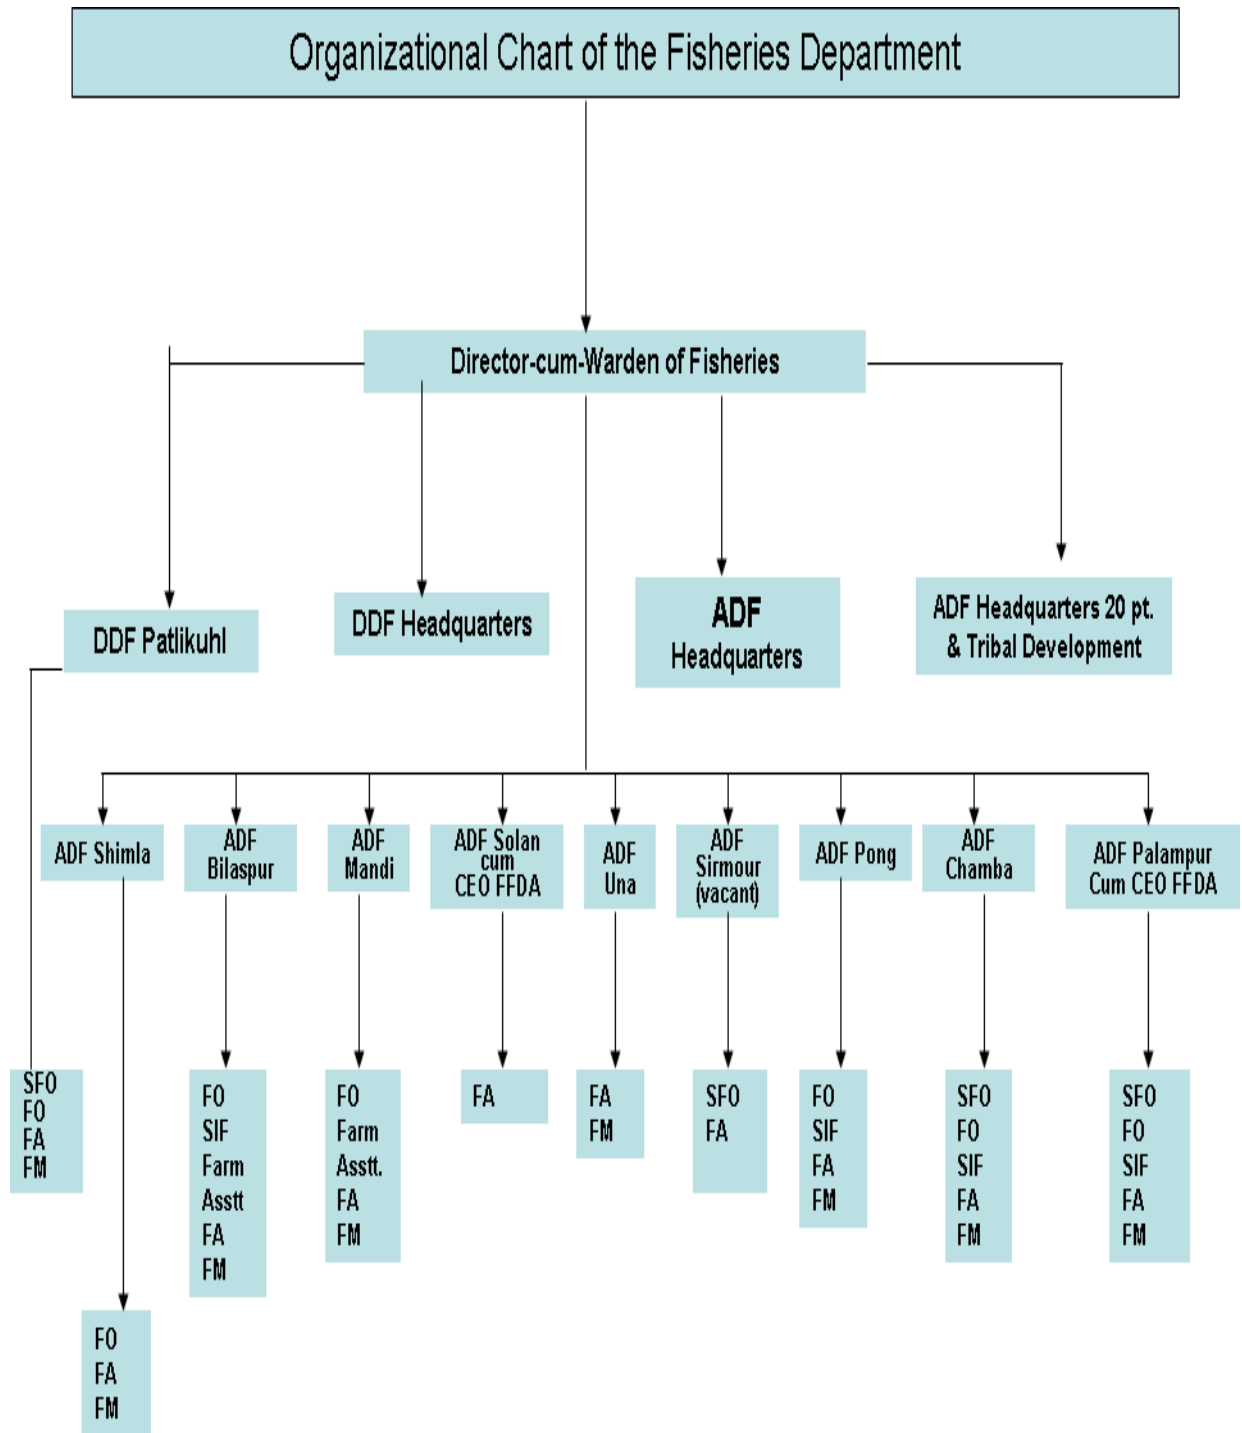 Organizational Chart of the Fisheries Department
Director-cum-Warden of Fisheries
DDF Patlikuhl
DDF Headquarters
ADF
Headquarters
ADF Headquarters 20 pt.
& Tribal Development
ADF Shimla
ADF
Bilaspur
ADF
Mandi
ADF Solan
cum
CEO FFDA
ADF
Una
ADF
Sirmour
(vacant)
ADF Pong
ADF
Chamba
ADF Palampur
Cum CEO FFDA
SFO
FO
FA
FM
FO
FA
FM
FO
SIF
Farm
Asstt
FA
FM
FO
Farm
Asstt.
FA
FM
FA
FA
FM
SFO
FA
FO
SIF
FA
FM
SFO
FO
SIF
FA
FM
SFO
FO
SIF
FA
FM